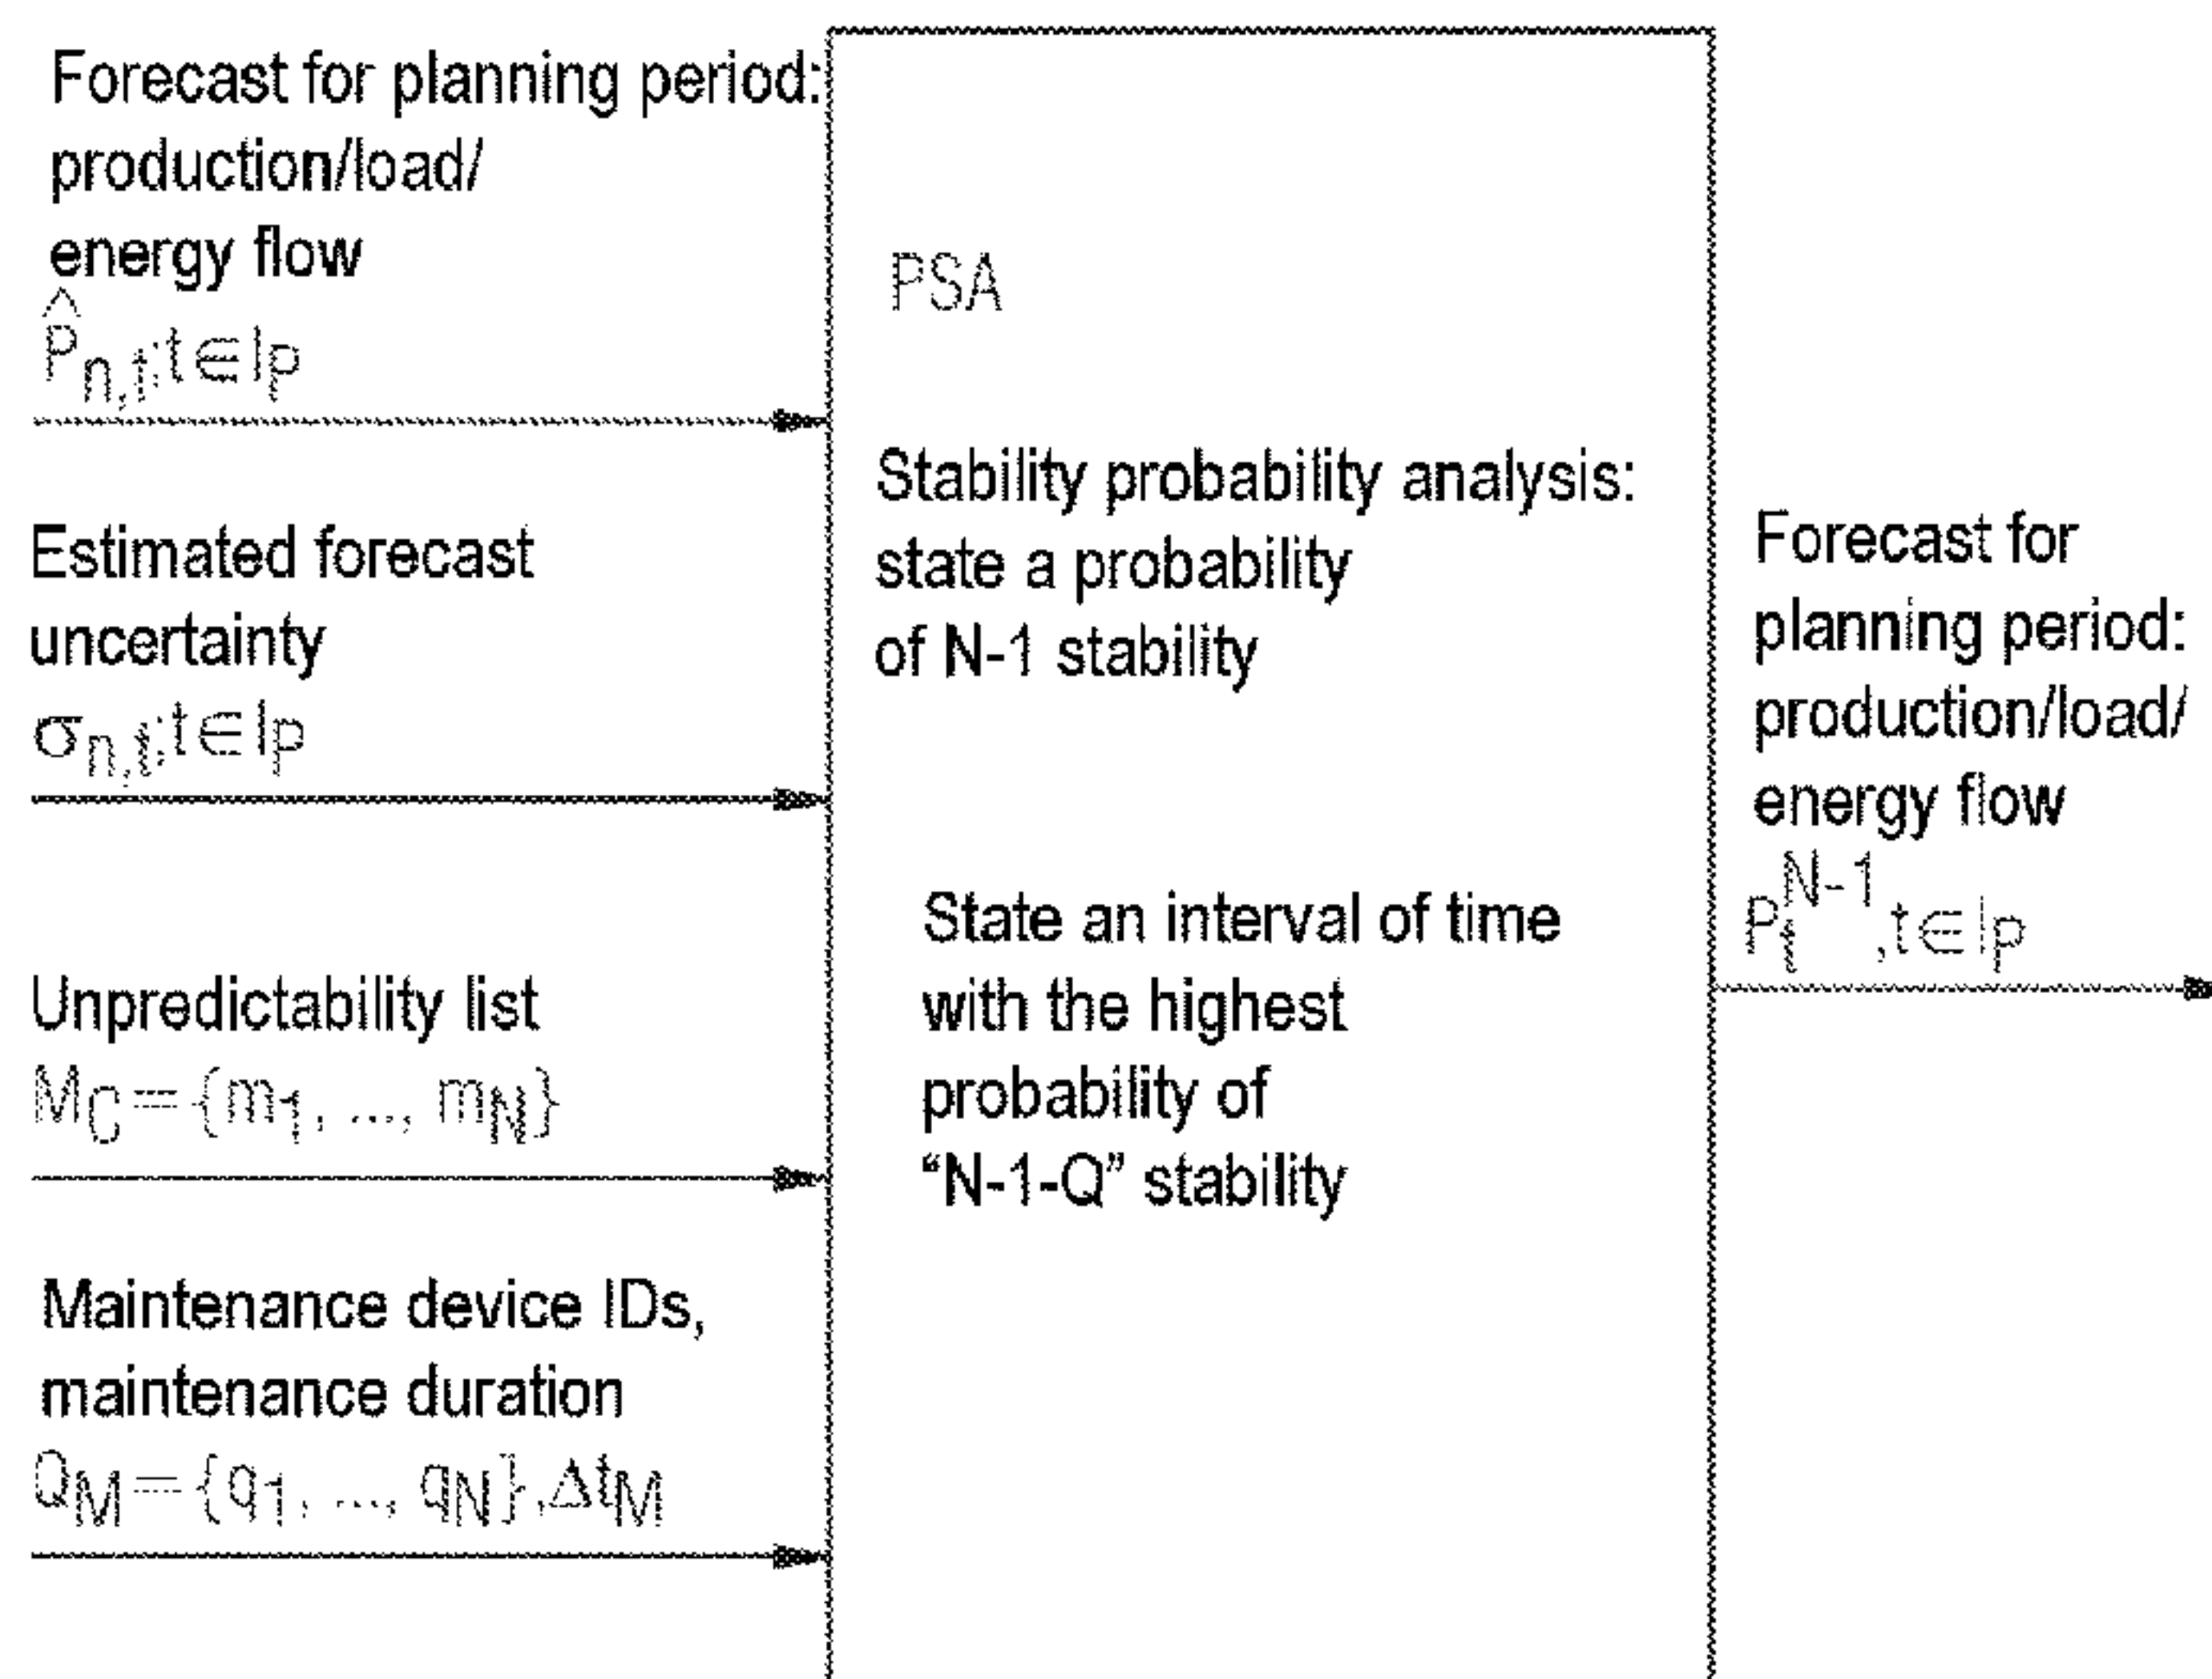 Forecast for planning period:
production/load/
energy flow
P̂n,t;t∈Ip
Estimated forecast
uncertainty
σn,t;t∈Ip
Unpredictability list
MC={m1, ..., mN}
Maintenance device IDs,
maintenance duration
QM={q1, ..., qN},ΔtM
PSA
Stability probability analysis:
state a probability
of N-1 stability
State an interval of time
with the highest
probability of
“N-1-Q” stability
Forecast for
planning period:
production/load/
energy flow
PtN-1,t∈Ip